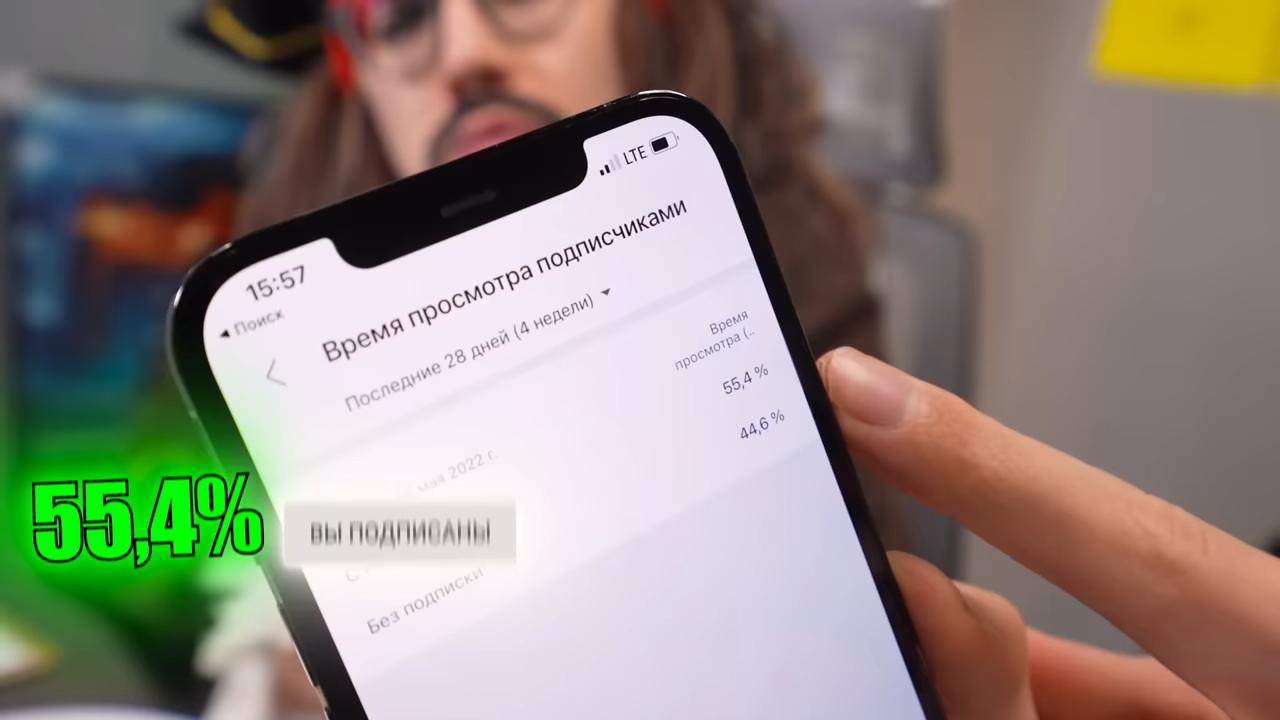 15:57
LTE
Поиск
Время просмотра подписчиками
Последние 28 дней (4 недели)
Время
просмотра (..
55,4 %
44,6 %
мая 2022 г.
55,4%
ВЫ ПОДПИСАНЫ
Без подписки